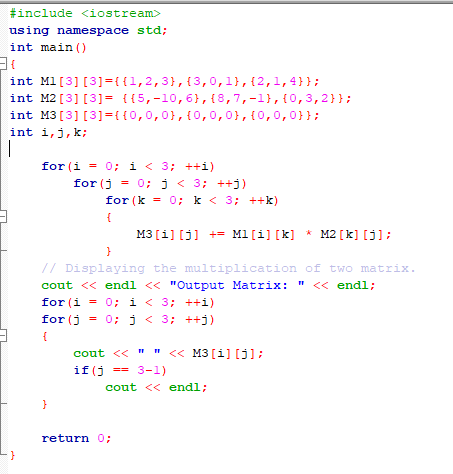 #include <iostream>
using namespace std;
int main()
{
int M1[3][3]={{1,2,3},{3,0,1},{2,1,4}};
int M2[3][3]= {{5,-10,6},{8,7,-1},{0,3,2}};
int M3[3][3]={{0,0,0},{0,0,0},{0,0,0}};
int i,j,k;
for(i = 0; i < 3; ++i)
for(j = 0; j < 3; ++j)
for(k = 0; k < 3; ++k)
{
M3[i][j] += M1[i][k] * M2[k][j];
}
// Displaying the multiplication of two matrix.
cout << endl << "Output Matrix: " << endl;
for(i = 0; i < 3; ++i)
for(j = 0; j < 3; ++j)
{
cout << " " << M3[i][j];
if(j == 3-1)
cout << endl;
}
return 0;
}